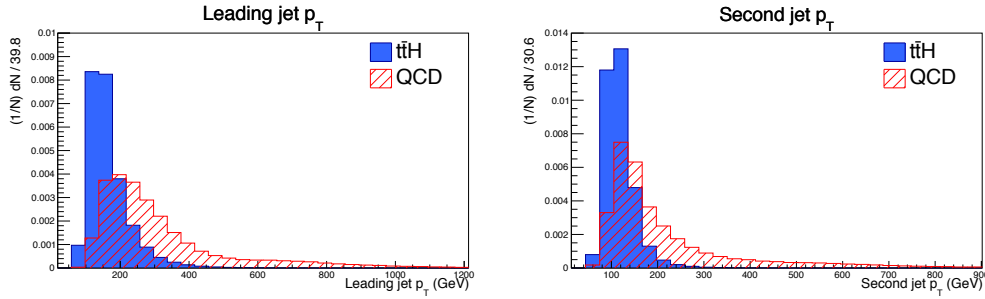 Leading jet p_T
(1/N) dN / 39.8
0.01
0.009
0.008
0.007
0.006
0.005
0.004
0.003
0.002
0.001
0
tt̄H
QCD
200 400 600 800 1000 1200
Leading jet p_T (GeV)
Second jet p_T
(1/N) dN / 30.6
0.014
0.012
0.01
0.008
0.006
0.004
0.002
0
tt̄H
QCD
100 200 300 400 500 600 700 800 900
Second jet p_T (GeV)